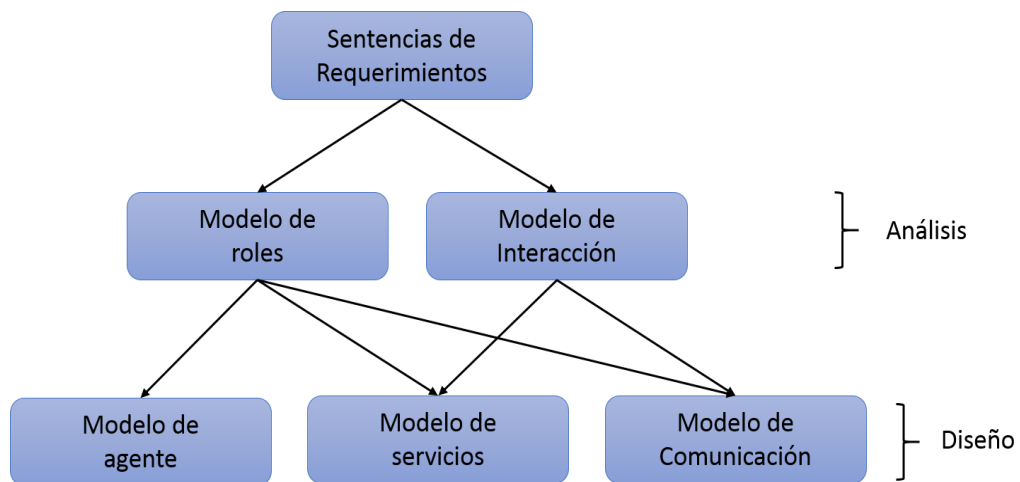 Sentencias de
Requerimientos
Modelo de
roles
Modelo de
Interacción
Análisis
Modelo de
agente
Modelo de
servicios
Modelo de
Comunicación
Diseño